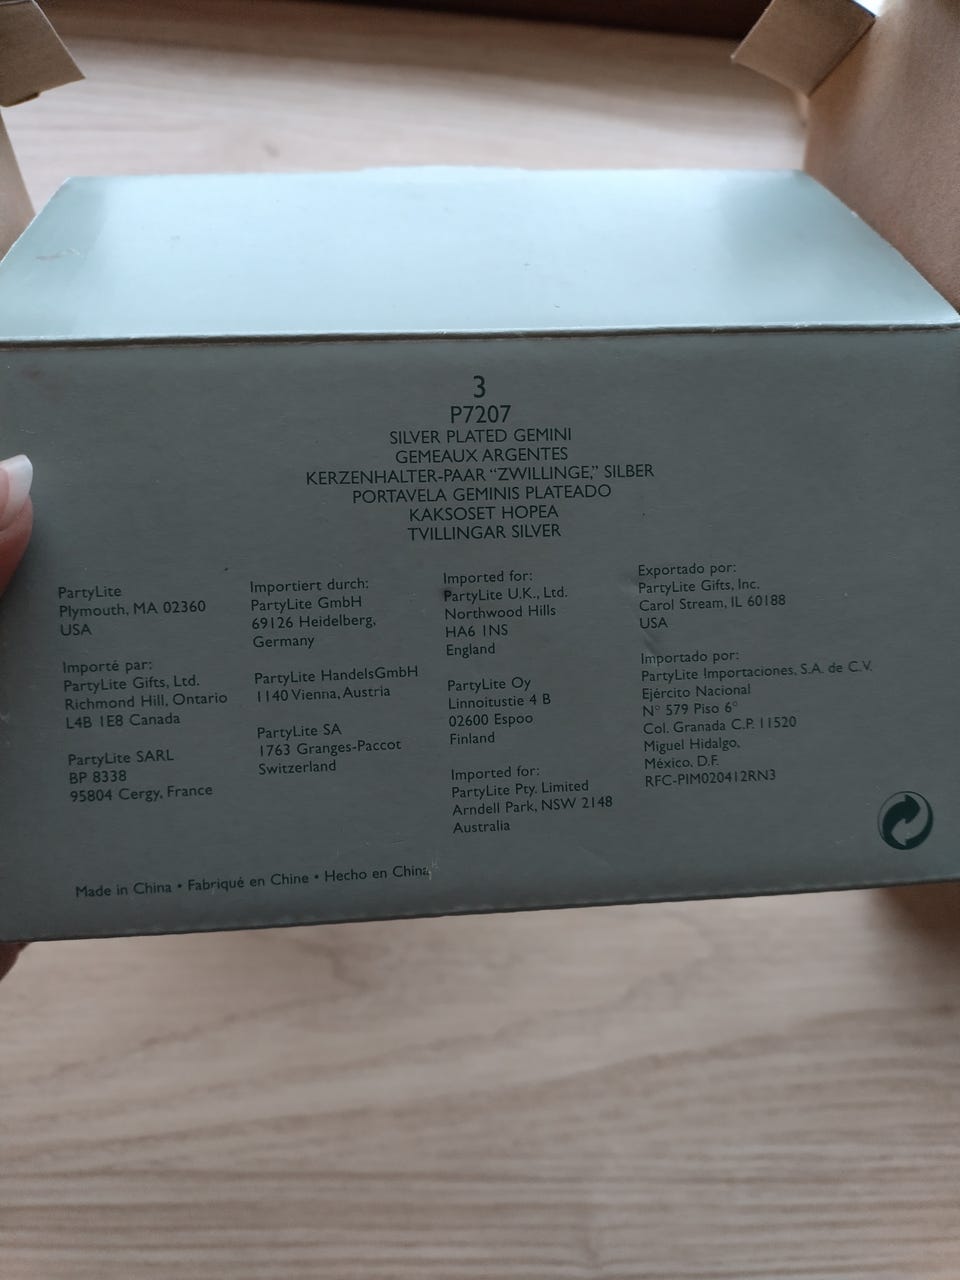 3
P7207
SILVER PLATED GEMINI
GEMEAUX ARGENTES
KERZENHALTER-PAAR “ZWILLINGE,” SILBER
PORTAVELA GEMINIS PLATEADO
KAKSOSET HOPEA
TVILLINGAR SILVER
PartyLite
Plymouth, MA 02360
USA
Importé par:
PartyLite Gifts, Ltd.
Richmond Hill, Ontario
L4B 1E8 Canada
PartyLite SARL
BP 8338
95804 Cergy, France
Importiert durch:
PartyLite GmbH
69126 Heidelberg,
Germany
PartyLite HandelsGmbH
1140 Vienna, Austria
PartyLite SA
1763 Granges-Paccot
Switzerland
Imported for:
PartyLite U.K., Ltd.
Northwood Hills
HA6 1NS
England
PartyLite Oy
Linnoitustie 4 B
02600 Espoo
Finland
Imported for:
PartyLite Pty. Limited
Arndell Park, NSW 2148
Australia
Exportado por:
PartyLite Gifts, Inc.
Carol Stream, IL 60188
USA
Importado por:
PartyLite Importaciones, S.A. de C.V.
Ejército Nacional
N° 579 Piso 6°
Col. Granada C.P. 11520
Miguel Hidalgo,
México, D.F.
RFC-PIM020412RN3
Made in China • Fabriqué en Chine • Hecho en China